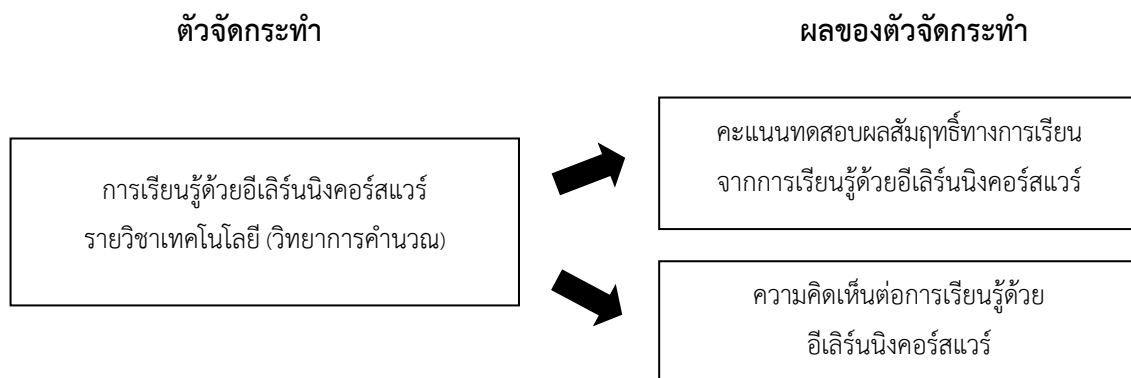 ตัวจัดกระทำ
ผลของตัวจัดกระทำ
การเรียนรู้ด้วยอีเลิร์นนิงคอร์สแวร์
รายวิชาเทคโนโลยี (วิทยาการคำนวณ)
คะแนนทดสอบผลสัมฤทธิ์ทางการเรียน
จากการเรียนรู้ด้วยอีเลิร์นนิงคอร์สแวร์
ความคิดเห็นต่อการเรียนรู้ด้วย
อีเลิร์นนิงคอร์สแวร์